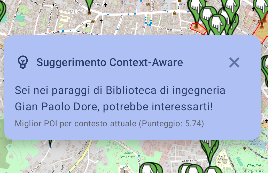 Suggerimento Context-Aware
Sei nei paraggi di Biblioteca di ingegneria
Gian Paolo Dore, potrebbe interessarti!
Miglior POI per contesto attuale (Punteggio: 5.74)